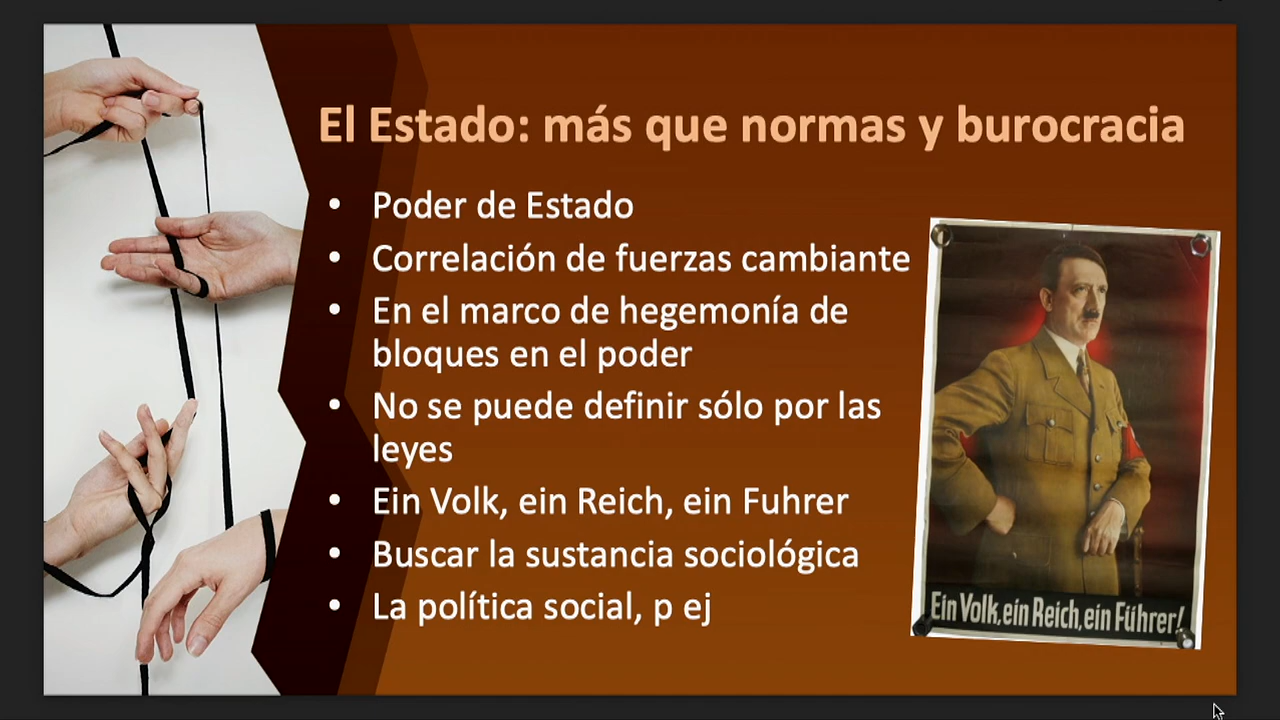 El Estado: más que normas y burocracia
• Poder de Estado
• Correlación de fuerzas cambiante
• En el marco de hegemonía de
bloques en el poder
• No se puede definir sólo por las
leyes
• Ein Volk, ein Reich, ein Fuhrer
• Buscar la sustancia sociológica
• La política social, p ej
Ein Volk, ein Reich, ein Führer!